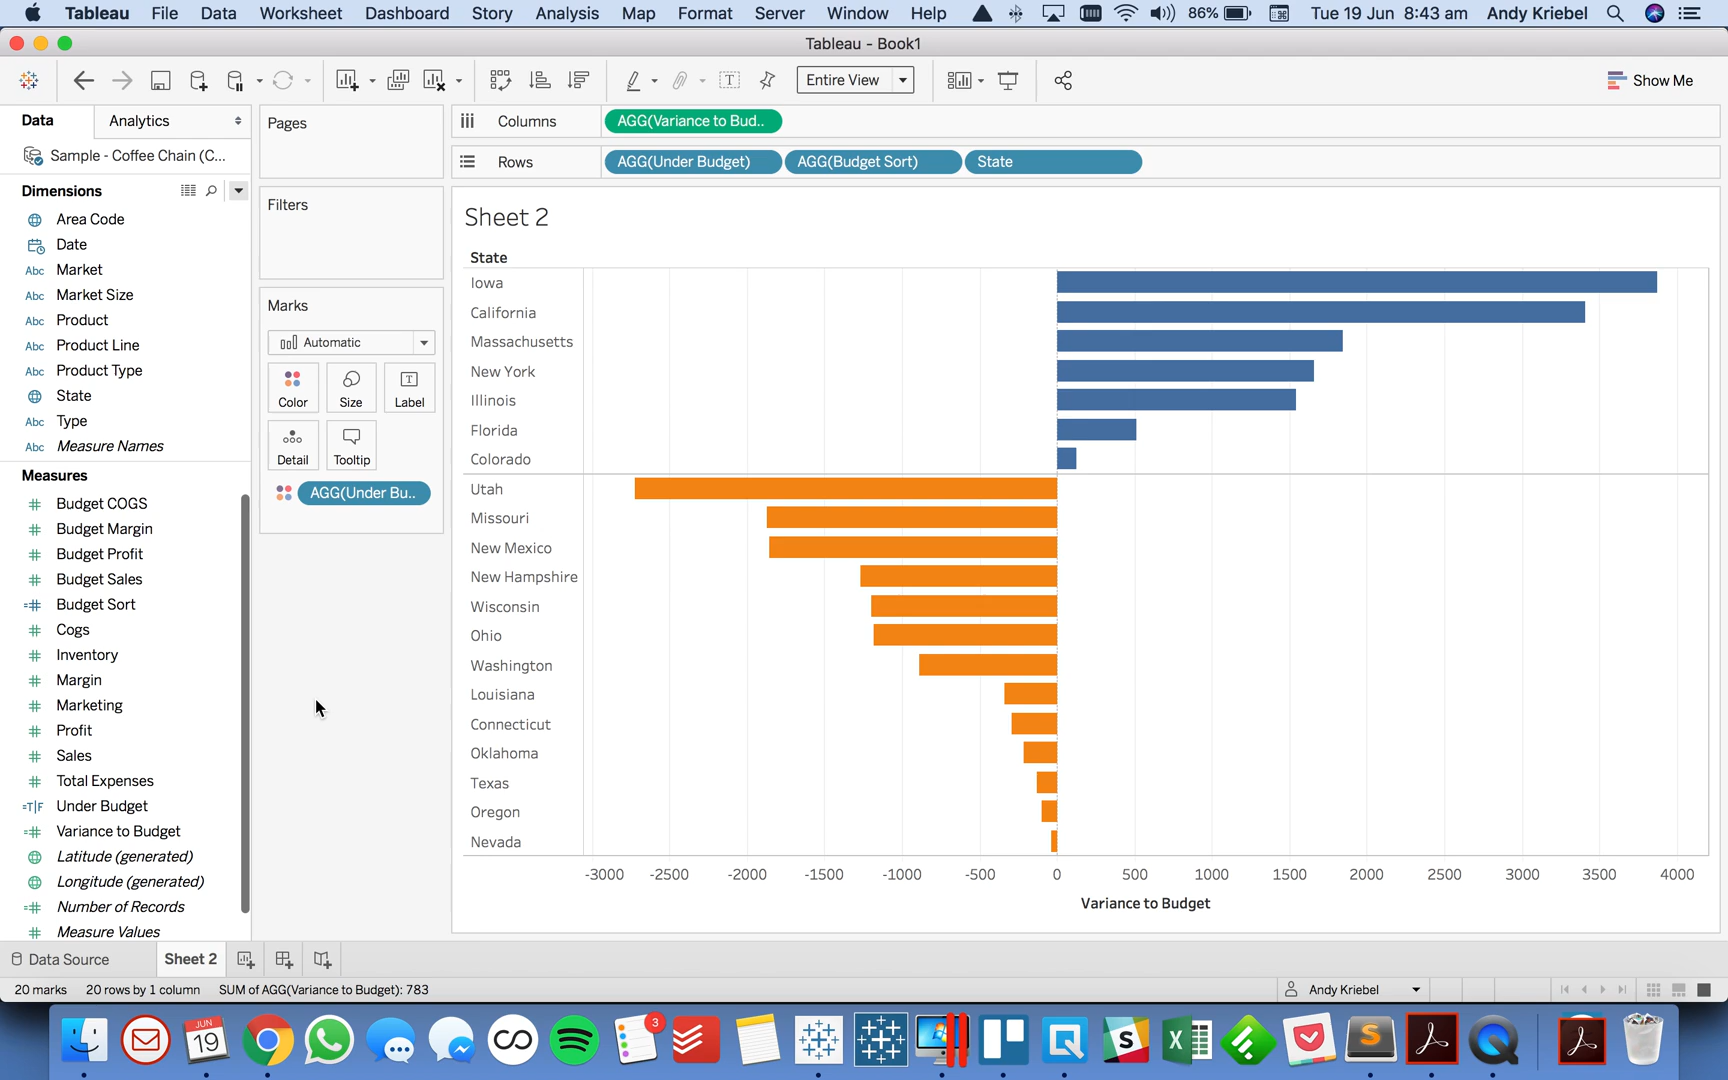 Tableau File Data Worksheet Dashboard Story Analysis Map Format Server Window Help 86% Tue 19 Jun 8:43 am Andy Kriebel
Tableau - Book1
Entire View
Show Me
Data Analytics
Sample - Coffee Chain (C...
Dimensions
Area Code
Date
Abc Market
Abc Market Size
Abc Product
Abc Product Line
Abc Product Type
State
Abc Type
Abc Measure Names
Measures
Budget COGS
Budget Margin
Budget Profit
Budget Sales
=# Budget Sort
Cogs
Inventory
Margin
Marketing
Profit
Sales
Total Expenses
=T|F Under Budget
=# Variance to Budget
Latitude (generated)
Longitude (generated)
=# Number of Records
# Measure Values
Pages
Filters
Marks
Automatic
Color Size Label
Detail Tooltip
AGG(Under Bu..
Columns AGG(Variance to Bud..
Rows AGG(Under Budget) AGG(Budget Sort) State
Sheet 2
State
Iowa
California
Massachusetts
New York
Illinois
Florida
Colorado
Utah
Missouri
New Mexico
New Hampshire
Wisconsin
Ohio
Washington
Louisiana
Connecticut
Oklahoma
Texas
Oregon
Nevada
-3000 -2500 -2000 -1500 -1000 -500 0 500 1000 1500 2000 2500 3000 3500 4000
Variance to Budget
Data Source Sheet 2
20 marks 20 rows by 1 column SUM of AGG(Variance to Budget): 783 Andy Kriebel
JUN
19
3